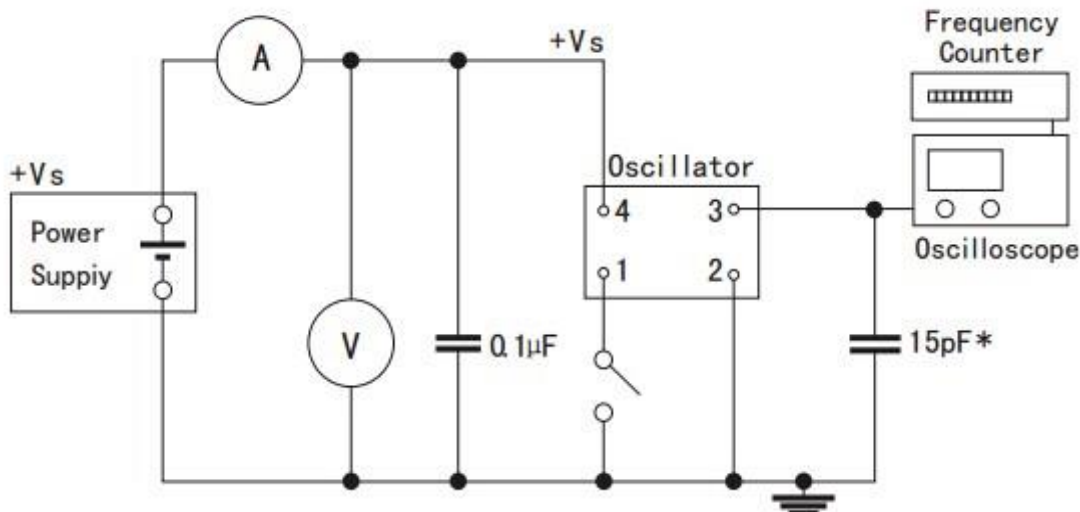 Frequency
Counter
+Vs
A
+Vs
Oscillator
Power
Suppiy
4
3
1
2
Oscilloscope
V
0.1μF
15pF*